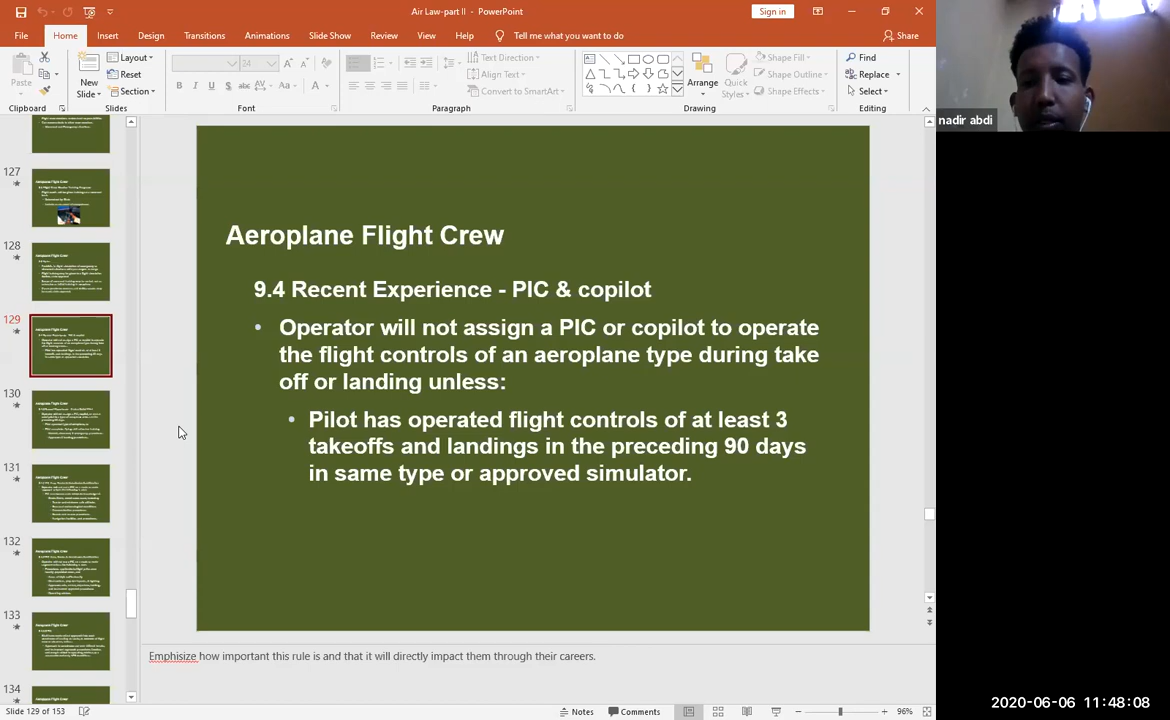 Air Law-part II - PowerPoint
Sign in
File Home Insert Design Transitions Animations Slide Show Review View Help Tell me what you want to do Share
Paste
New Slide
Layout
Reset
Section
24
B I U S abc AV Aa A
Text Direction
Align Text
Convert to SmartArt
Arrange
Quick Styles
Shape Fill
Shape Outline
Shape Effects
Find
Replace
Select
Clipboard Slides Font Paragraph Drawing Editing
127
128
129
130
131
132
133
134
Aeroplane Flight Crew
9.4 Recent Experience - PIC & copilot
• Operator will not assign a PIC or copilot to operate
the flight controls of an aeroplane type during take
off or landing unless:
• Pilot has operated flight controls of at least 3
takeoffs and landings in the preceding 90 days
in same type or approved simulator.
Emphisize how important this rule is and that it will directly impact them through their careers.
Slide 129 of 153
Notes Comments 96%
nadir abdi
2020-06-06 11:48:08